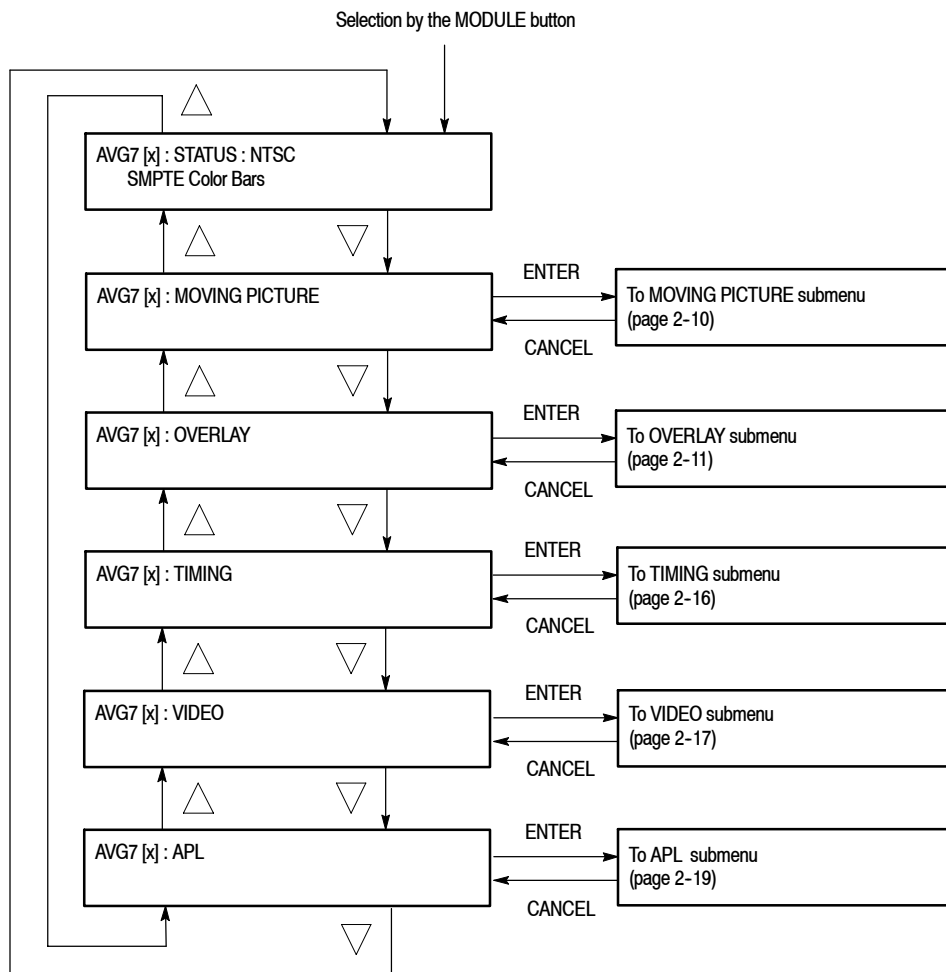 Selection by the MODULE button
AVG7 [x] : STATUS : NTSC
SMPTE Color Bars
AVG7 [x] : MOVING PICTURE
ENTER
CANCEL
To MOVING PICTURE submenu
(page 2-10)
AVG7 [x] : OVERLAY
ENTER
CANCEL
To OVERLAY submenu
(page 2-11)
AVG7 [x] : TIMING
ENTER
CANCEL
To TIMING submenu
(page 2-16)
AVG7 [x] : VIDEO
ENTER
CANCEL
To VIDEO submenu
(page 2-17)
AVG7 [x] : APL
ENTER
CANCEL
To APL submenu
(page 2-19)